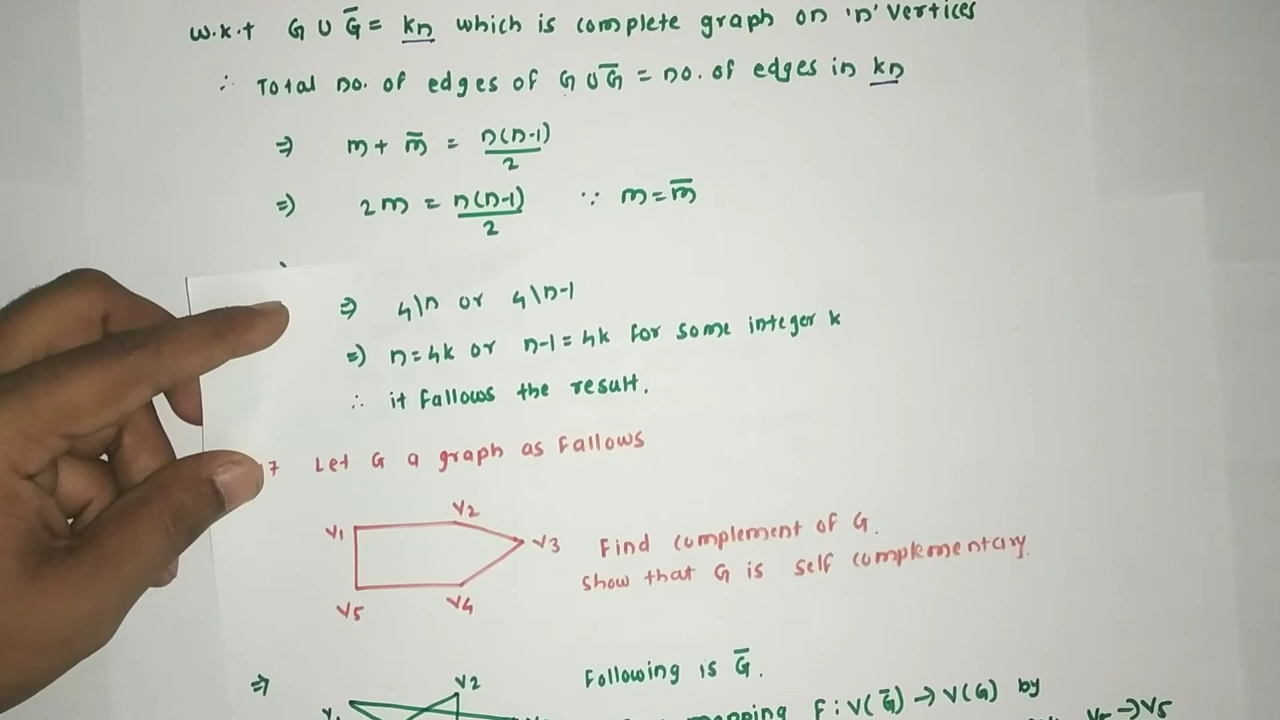 w.k.t G ∪ G̅ = kn which is complete graph on 'n' vertices
∴ Total no. of edges of G ∪ G̅ = no. of edges in kn
⇒ m + m̅ = n(n-1)/2
⇒ 2m = n(n-1)/2 ∵ m = m̅
⇒ 4\n or 4\n-1
⇒ n=4k or n-1=4k for some integer k
∴ it fallows the result.
7 Let G a graph as fallows
v1 v2 v3 v4 v5
Find complement of G.
show that G is self complementary.
⇒ Following is G̅.
v2
mapping f: V(G̅) → V(G) by
→v5